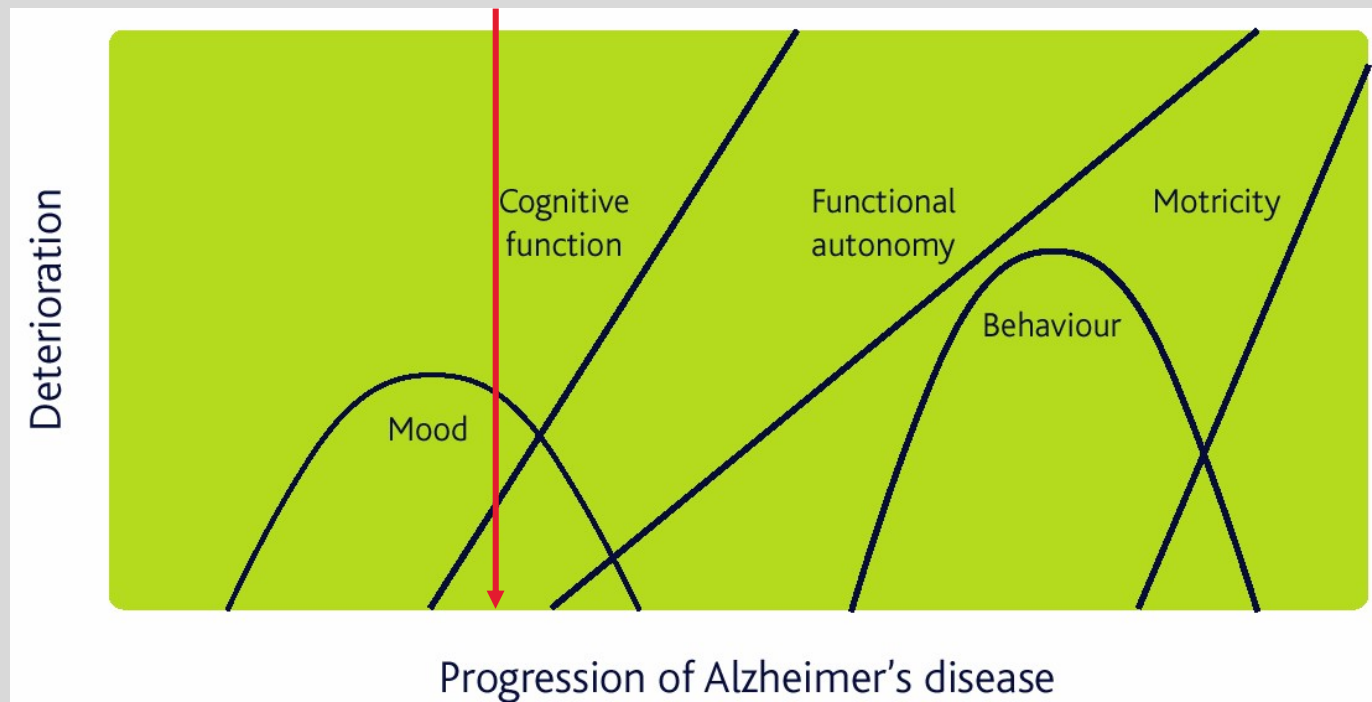 Deterioration
Cognitive
function
Functional
autonomy
Motricity
Behaviour
Mood
Progression of Alzheimer’s disease